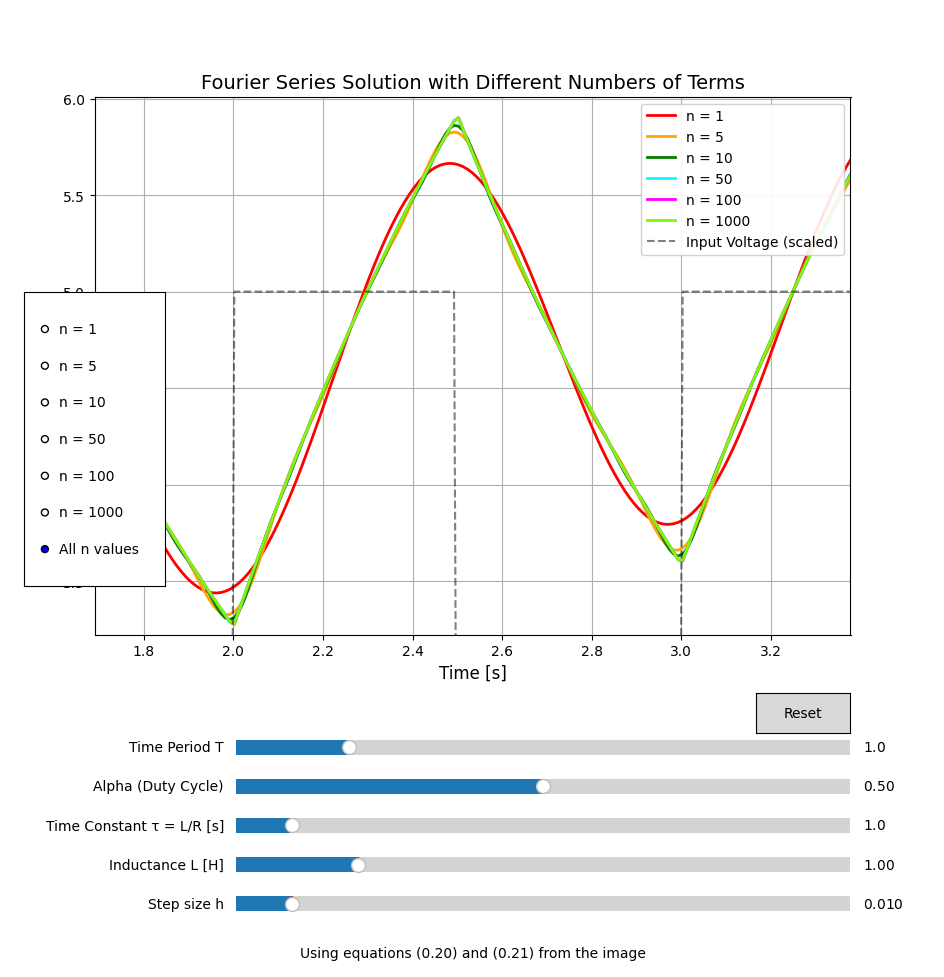 Fourier Series Solution with Different Numbers of Terms
6.0
5.5
n = 1
n = 5
n = 10
n = 50
n = 100
n = 1000
Input Voltage (scaled)
n = 1
n = 5
n = 10
n = 50
n = 100
n = 1000
All n values
1.8 2.0 2.2 2.4 2.6 2.8 3.0 3.2
Time [s]
Reset
Time Period T 1.0
Alpha (Duty Cycle) 0.50
Time Constant τ = L/R [s] 1.0
Inductance L [H] 1.00
Step size h 0.010
Using equations (0.20) and (0.21) from the image